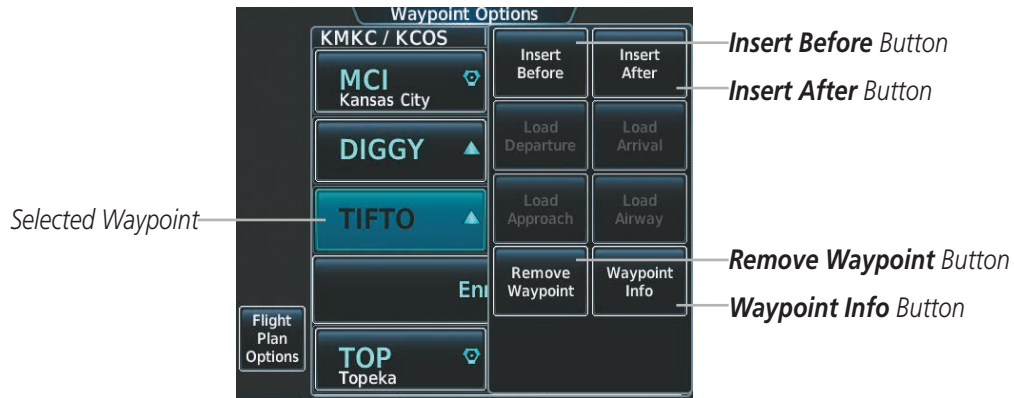 Waypoint Options
KMKC / KCOS
MCI
Kansas City
DIGGY
TIFTO
Enr
TOP
Topeka
Flight
Plan
Options
Insert
Before
Insert
After
Load
Departure
Load
Arrival
Load
Approach
Load
Airway
Remove
Waypoint
Waypoint
Info
Selected Waypoint
Insert Before Button
Insert After Button
Remove Waypoint Button
Waypoint Info Button